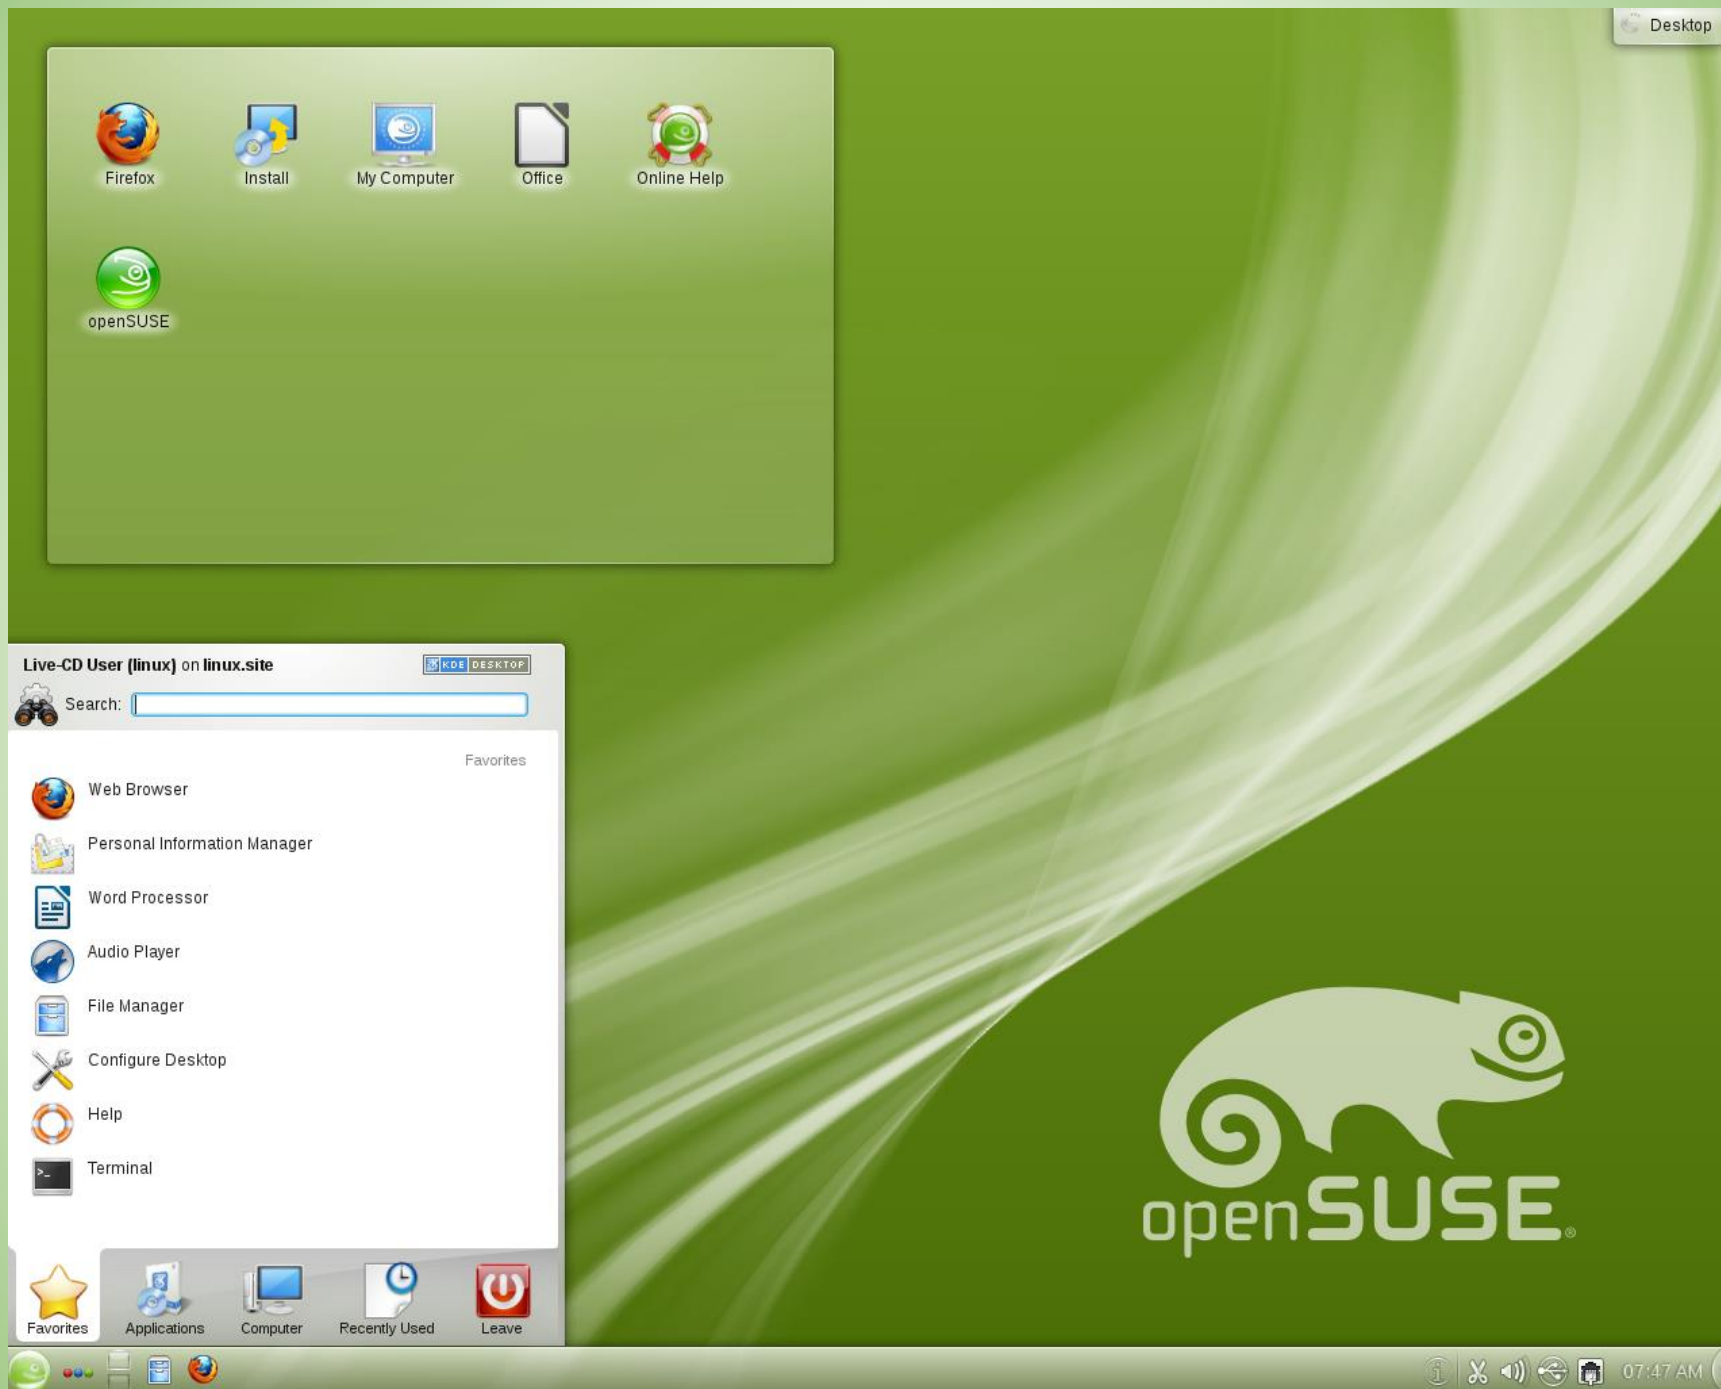 Desktop
Firefox
Install
My Computer
Office
Online Help
openSUSE
Live-CD User (linux) on linux.site
KDE DESKTOP
Search:
Favorites
Web Browser
Personal Information Manager
Word Processor
Audio Player
File Manager
Configure Desktop
Help
Terminal
openSUSE®
Favorites
Applications
Computer
Recently Used
Leave
07:47 AM